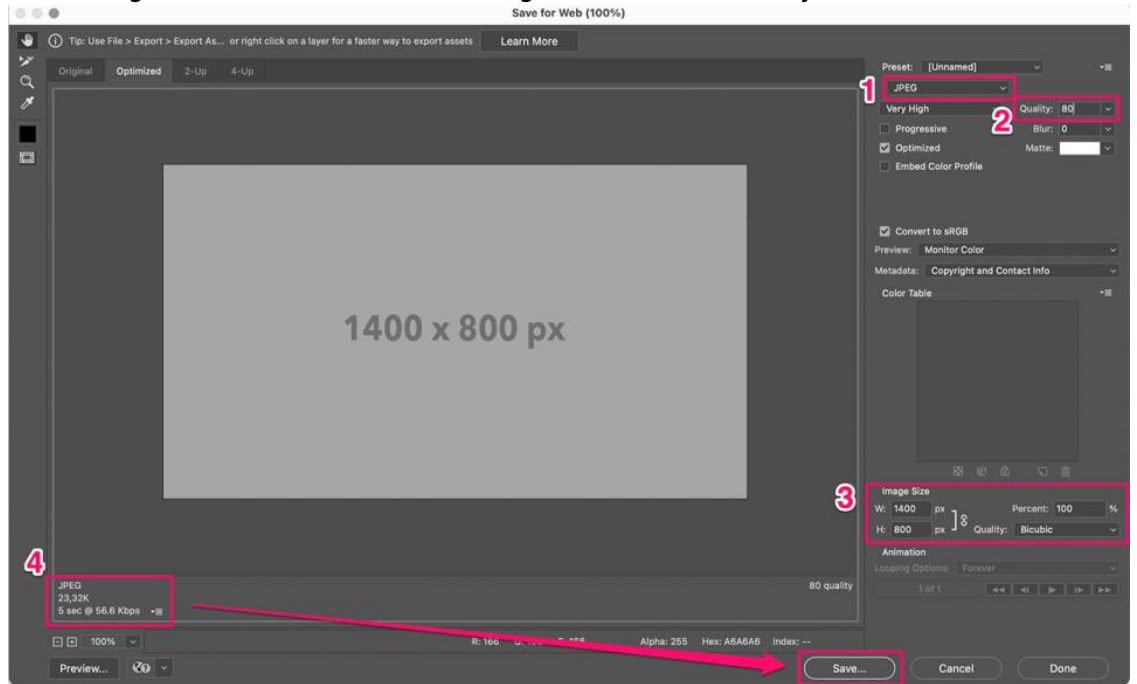 Save for Web (100%)
Tip: Use File > Export > Export As... or right click on a layer for a faster way to export assets
Learn More
Original Optimized 2-Up 4-Up
Preset: [Unnamed]
1
JPEG
Very High
2
Quality: 80
Progressive
Blur: 0
Optimized
Matte:
Embed Color Profile
Convert to sRGB
Preview: Monitor Color
Metadata: Copyright and Contact Info
Color Table
1400 x 800 px
3
Image Size
W: 1400 px
Percent: 100 %
H: 800 px
Quality: Bicubic
Animation
Looping Options: Forever
1 of 1
4
JPEG
23,32K
5 sec @ 56.6 Kbps
80 quality
100%
R: 166
Alpha: 255 Hex: A6A6A6 Index: --
Preview...
Save...
Cancel
Done